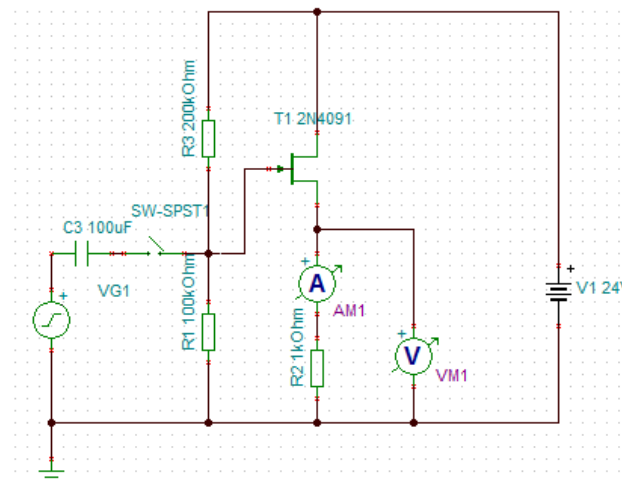 T1 2N4091
R3 200kOhm
SW-SPST1
C3 100uF
VG1
R1 100kOhm
+
A
AM1
R2 1kOhm
+
V
VM1
+
V1 24V
+